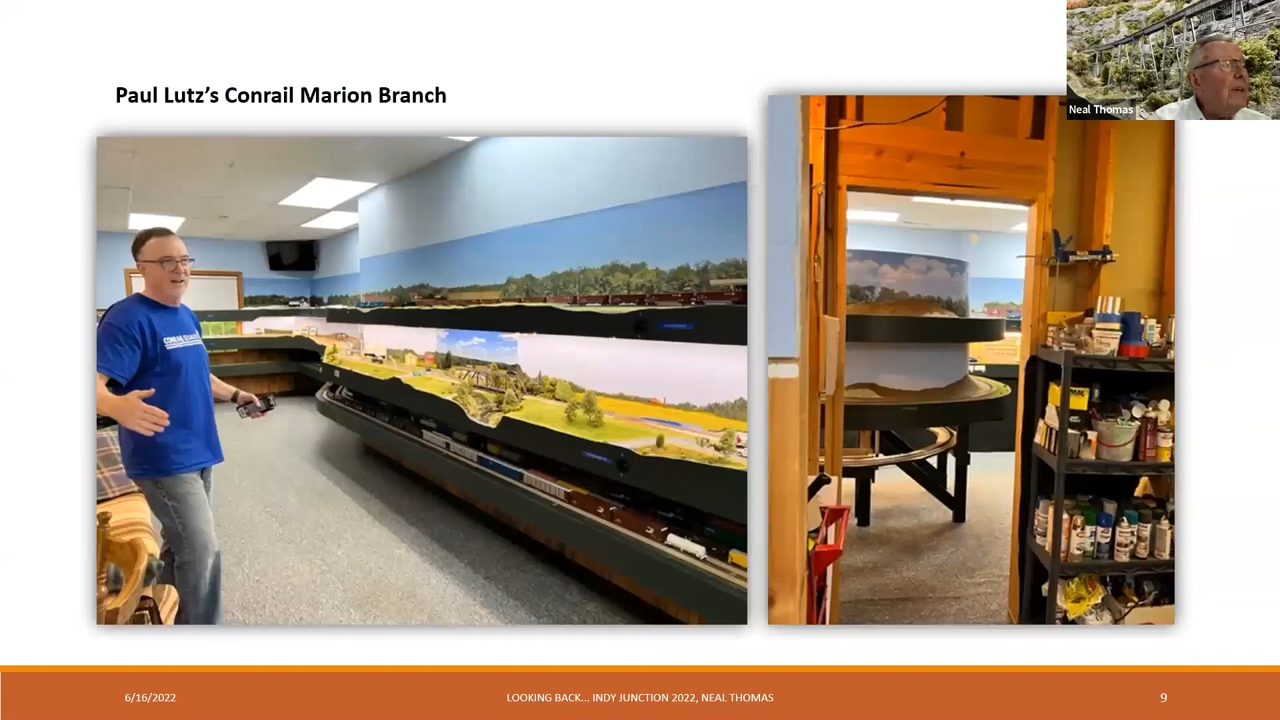 Paul Lutz's Conrail Marion Branch
Neal Thomas
6/16/2022
LOOKING BACK... INDY JUNCTION 2022, NEAL THOMAS
9